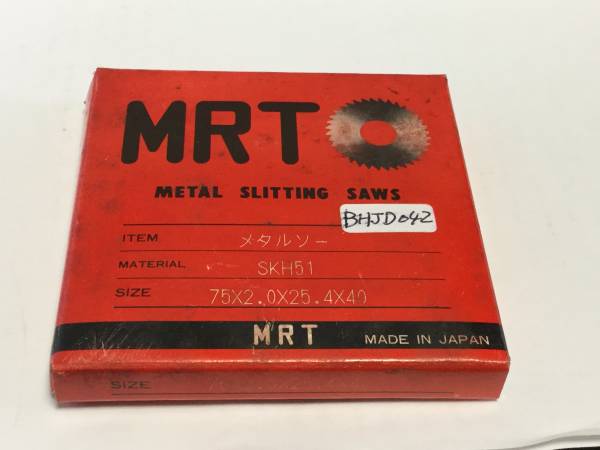 MRT
METAL SLITTING SAWS
BHJD042
ITEM メタルソー
MATERIAL SKH51
SIZE 75X2.0X25.4X40
MRT MADE IN JAPAN
SIZE